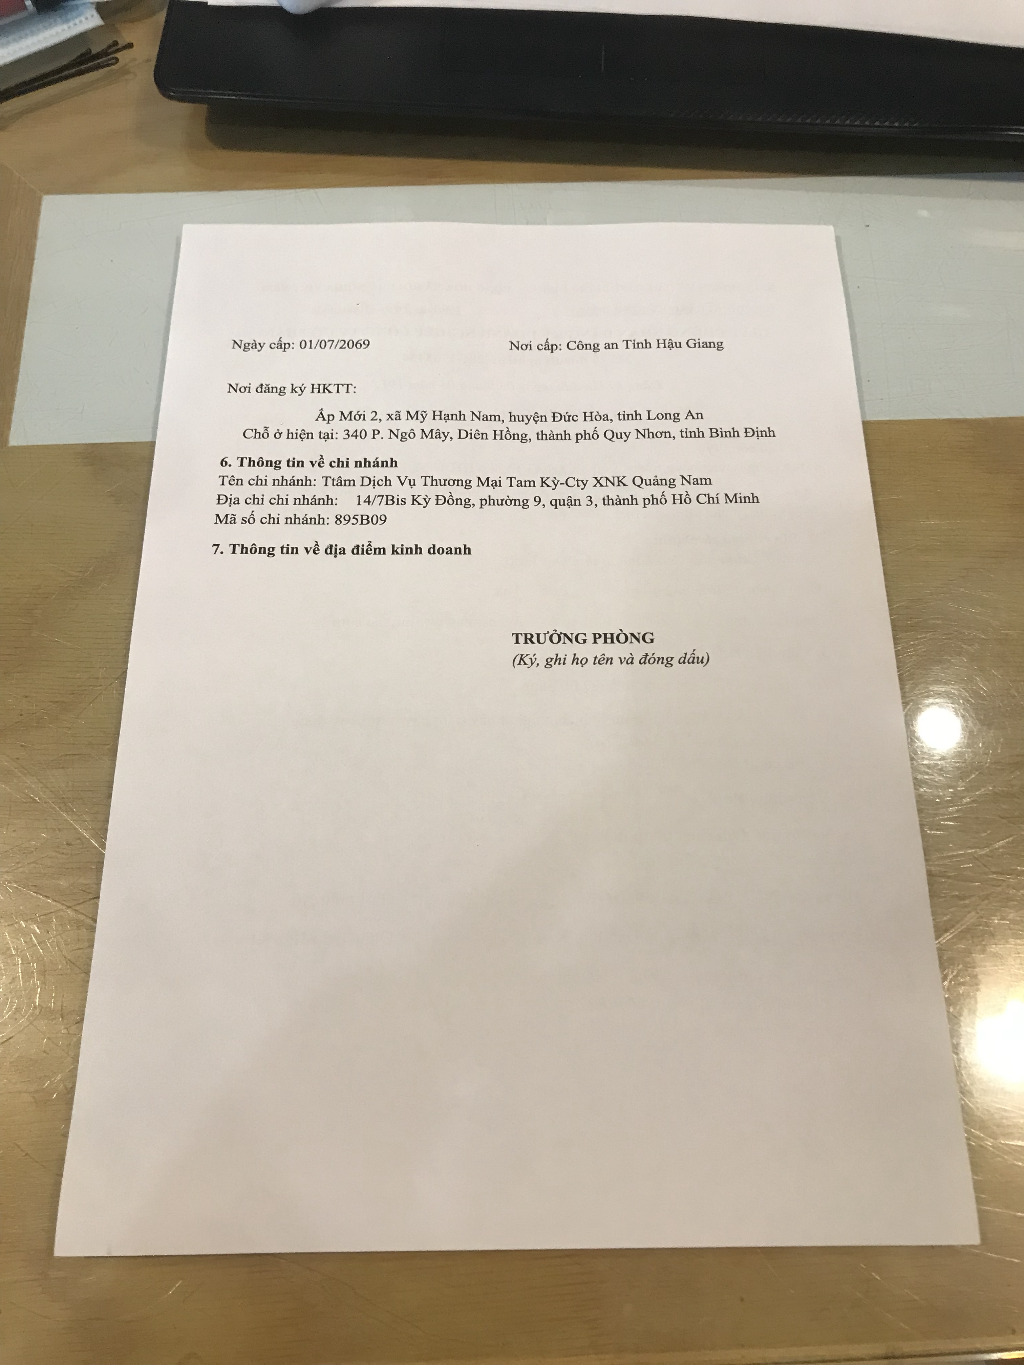 Ngày cấp: 01/07/2069 Nơi cấp: Công an Tỉnh Hậu Giang
Nơi đăng ký HKTT:
Ấp Mới 2, xã Mỹ Hạnh Nam, huyện Đức Hòa, tỉnh Long An
Chỗ ở hiện tại: 340 P. Ngô Mây, Diên Hồng, thành phố Quy Nhơn, tỉnh Bình Định
6. Thông tin về chi nhánh
Tên chi nhánh: Ttâm Dịch Vụ Thương Mại Tam Kỳ-Cty XNK Quảng Nam
Địa chỉ chi nhánh: 14/7Bis Kỳ Đồng, phường 9, quận 3, thành phố Hồ Chí Minh
Mã số chi nhánh: 895B09
7. Thông tin về địa điểm kinh doanh
TRƯỞNG PHÒNG
(Ký, ghi họ tên và đóng dấu)